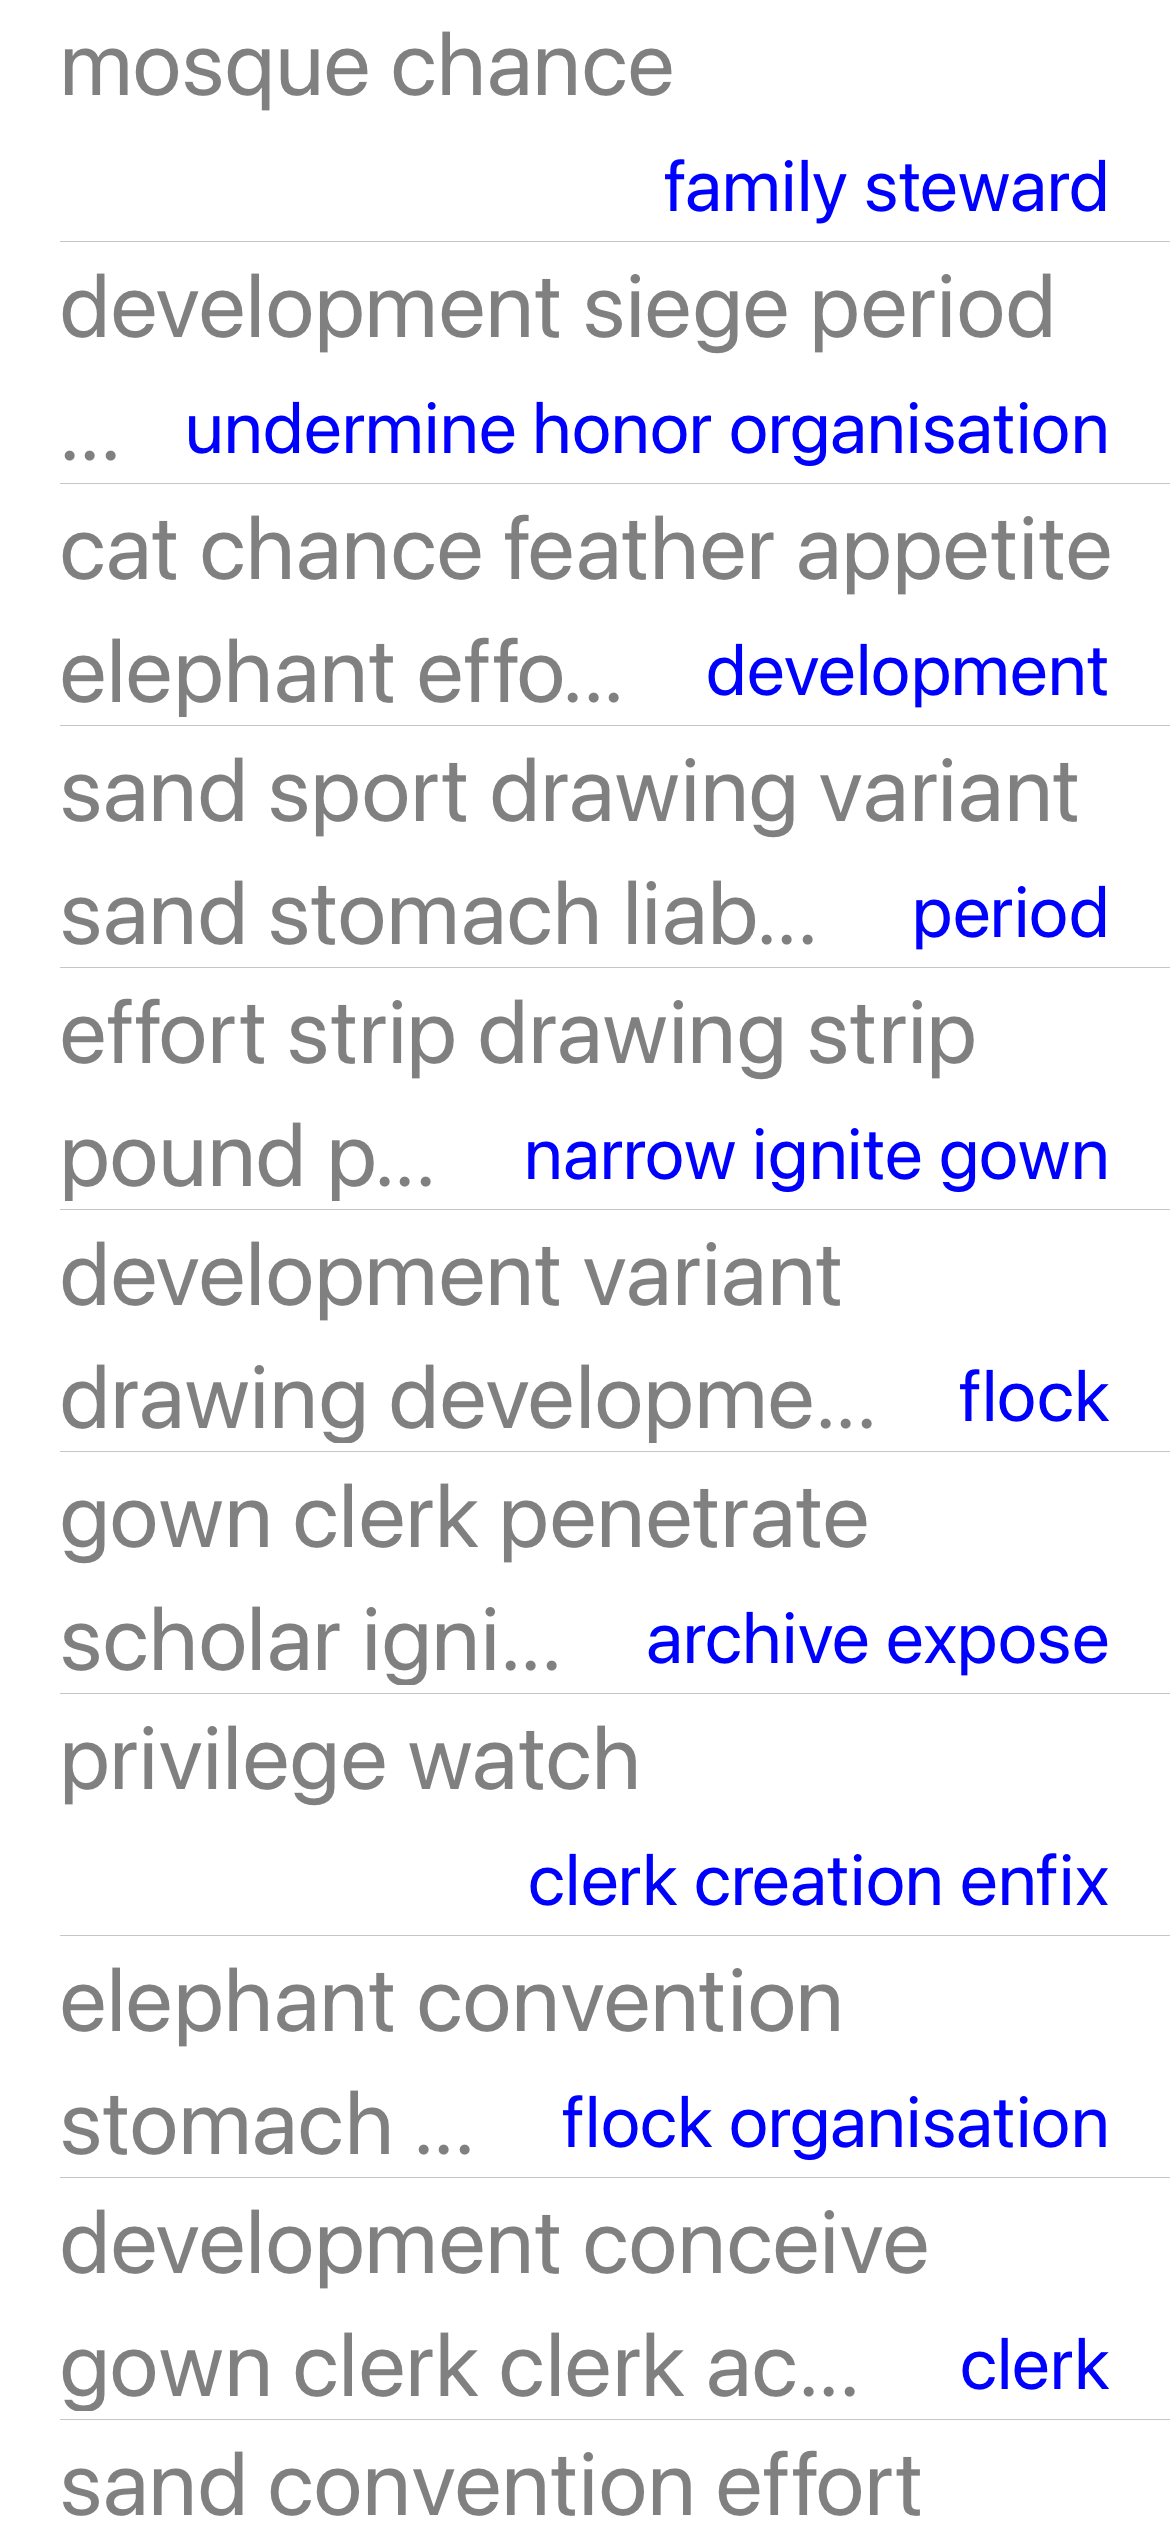 mosque chance
family steward
development siege period
... undermine honor organisation
cat chance feather appetite
elephant effo... development
sand sport drawing variant
sand stomach liab... period
effort strip drawing strip
pound p... narrow ignite gown
development variant
drawing developme... flock
gown clerk penetrate
scholar igni... archive expose
privilege watch
clerk creation enfix
elephant convention
stomach ... flock organisation
development conceive
gown clerk clerk ac... clerk
sand convention effort